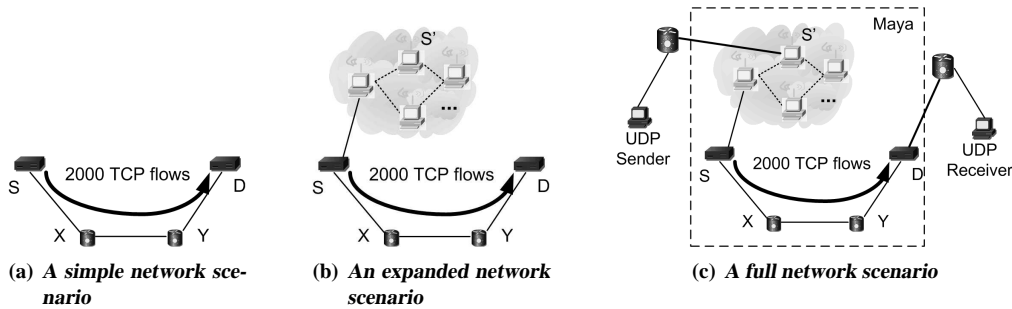 2000 TCP flows
S
D
X
Y
(a) A simple network sce-
nario
S'
...
2000 TCP flows
S
D
X
Y
(b) An expanded network
scenario
Maya
S'
...
UDP
Sender
UDP
Receiver
2000 TCP flows
S
D
X
Y
(c) A full network scenario